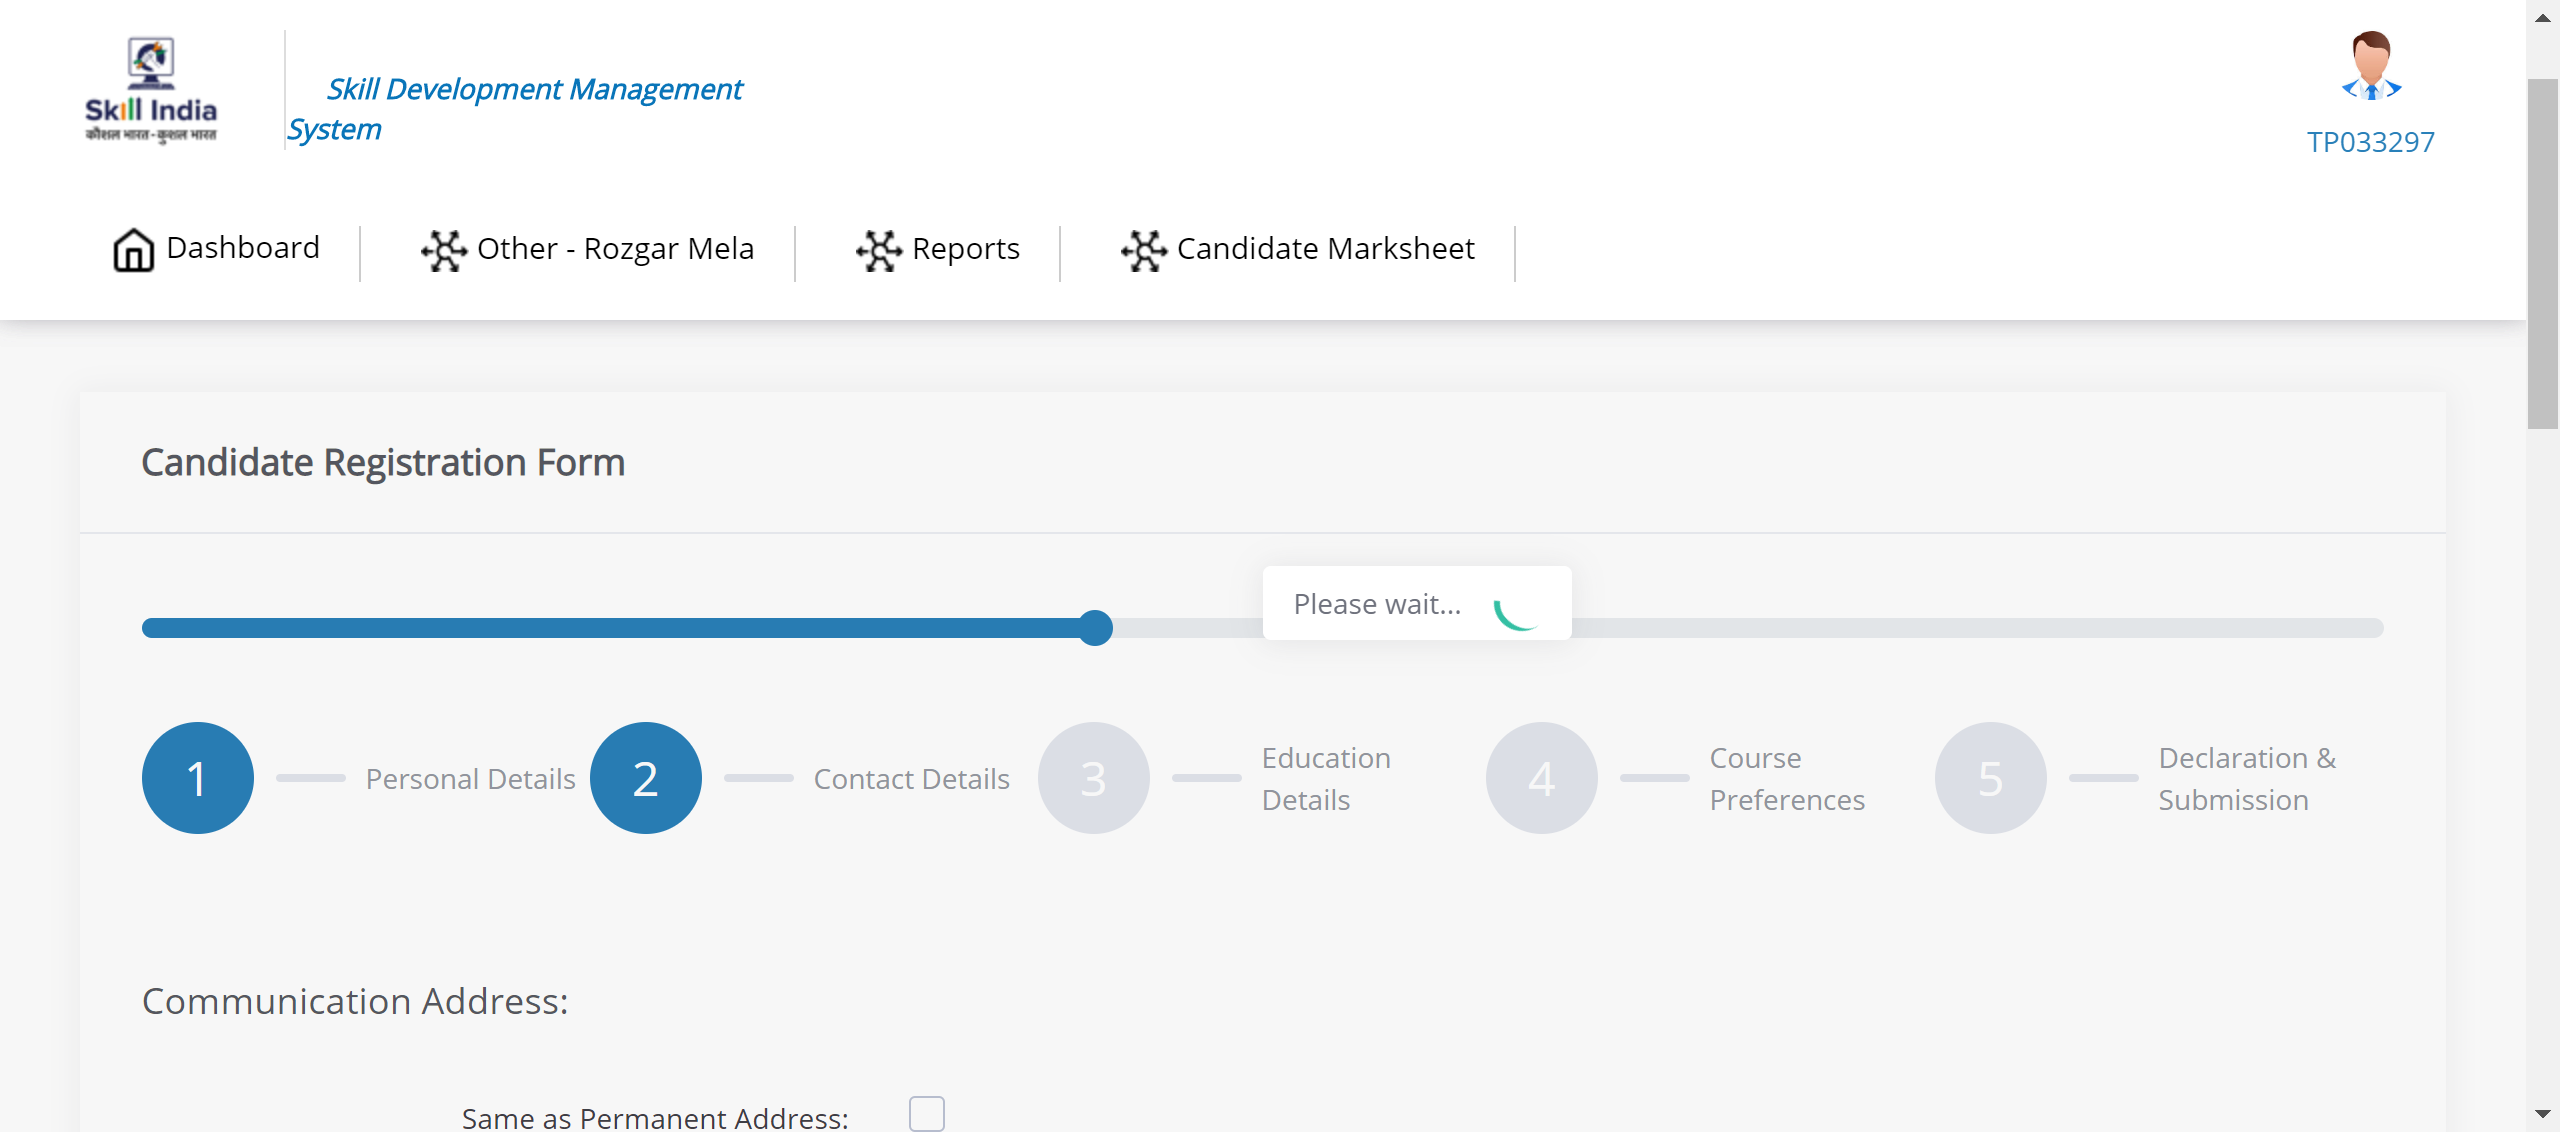 Skill India
कौशल भारत-कुशल भारत
Skill Development Management
System
TP033297
Dashboard
Other - Rozgar Mela
Reports
Candidate Marksheet
Candidate Registration Form
Please wait...
1
Personal Details
2
Contact Details
3
Education
Details
4
Course
Preferences
5
Declaration &
Submission
Communication Address:
Same as Permanent Address: